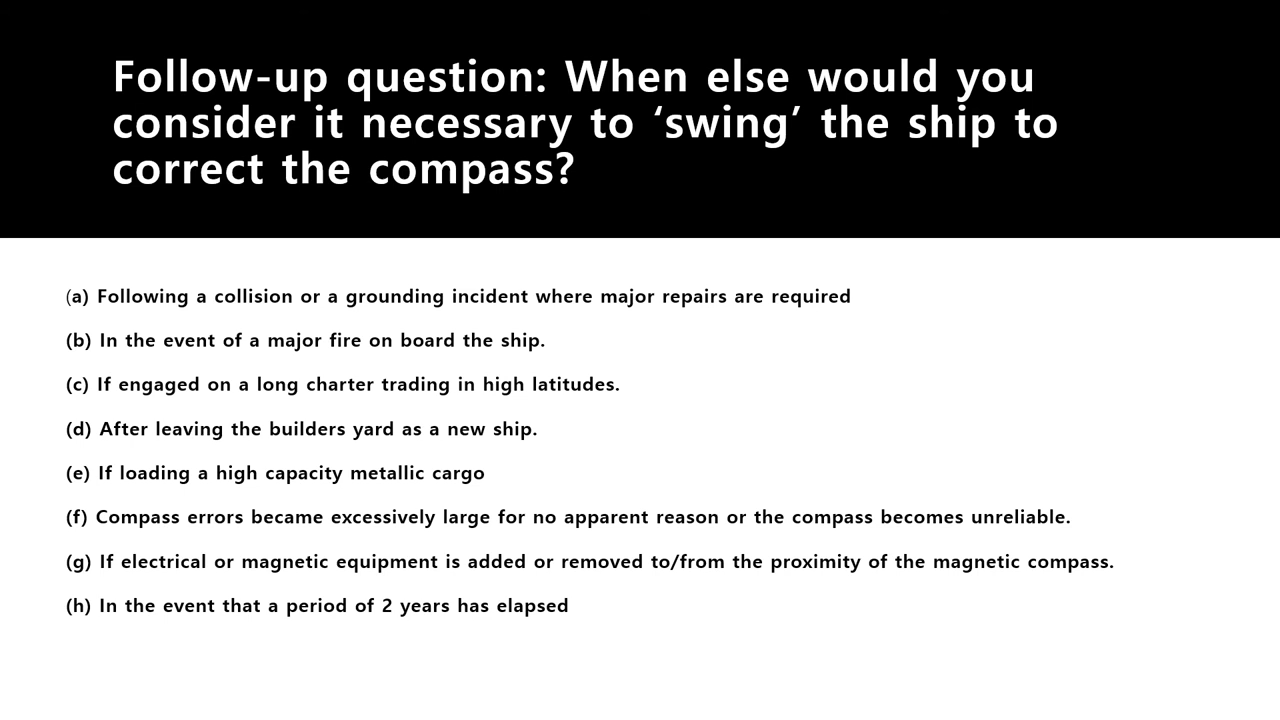 Follow-up question: When else would you
consider it necessary to ‘swing’ the ship to
correct the compass?
(a) Following a collision or a grounding incident where major repairs are required
(b) In the event of a major fire on board the ship.
(c) If engaged on a long charter trading in high latitudes.
(d) After leaving the builders yard as a new ship.
(e) If loading a high capacity metallic cargo
(f) Compass errors became excessively large for no apparent reason or the compass becomes unreliable.
(g) If electrical or magnetic equipment is added or removed to/from the proximity of the magnetic compass.
(h) In the event that a period of 2 years has elapsed